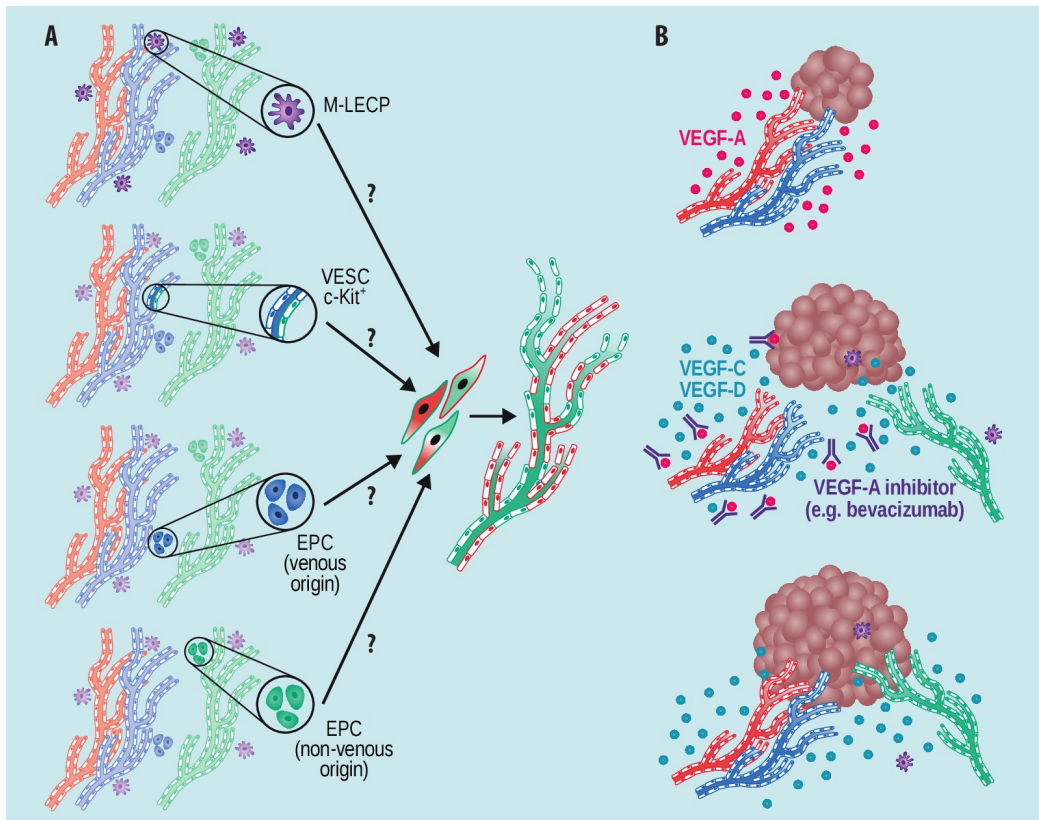 A
M-LECP
?
VESC
c-Kit⁺
?
EPC
(venous
origin)
?
EPC
(non-venous
origin)
?
B
VEGF-A
VEGF-C
VEGF-D
VEGF-A inhibitor
(e.g. bevacizumab)